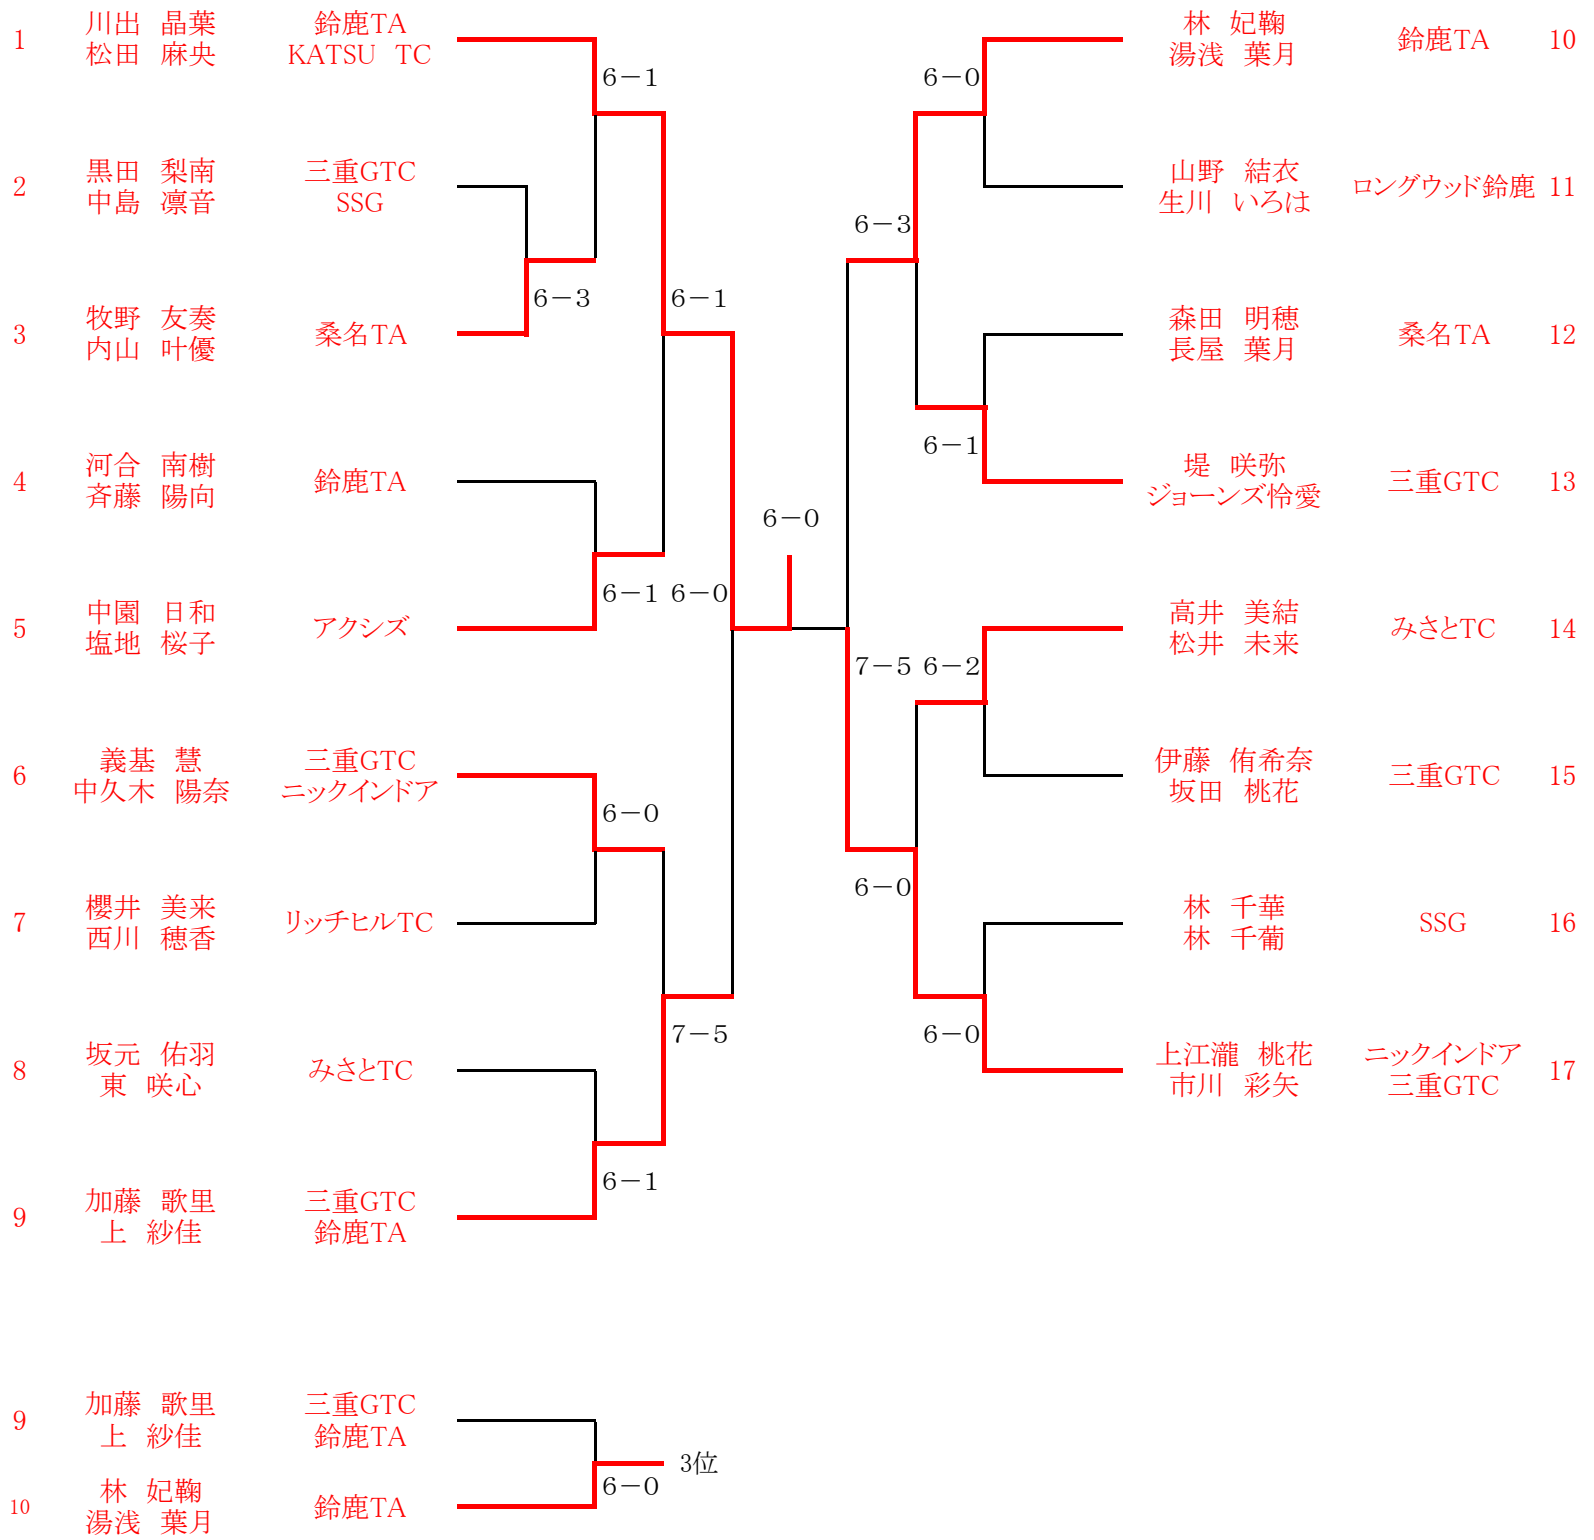 1
川出　晶葉
松田　麻央
鈴鹿TA
KATSU　TC
6－1
2
黒田　梨南
中島　凛音
三重GTC
SSG
6－3
3
牧野　友奏
内山　叶優
桑名TA
6－1
4
河合　南樹
斉藤　陽向
鈴鹿TA
6－1
6－0
5
中園　日和
塩地　桜子
アクシズ
6
義基　慧
中久木　陽奈
三重GTC
ニックインドア
6－0
7
櫻井　美来
西川　穂香
リッチヒルTC
7－5
8
坂元　佑羽
東　咲心
みさとTC
6－1
9
加藤　歌里
上　紗佳
三重GTC
鈴鹿TA
6－0
林　妃鞠
湯浅　葉月
鈴鹿TA
10
6－0
山野　結衣
生川　いろは
ロングウッド鈴鹿
11
6－3
森田　明穂
長屋　葉月
桑名TA
12
6－1
堤　咲弥
ジョーンズ怜愛
三重GTC
13
高井　美結
松井　未来
みさとTC
14
7－5
6－2
伊藤　侑希奈
坂田　桃花
三重GTC
15
6－0
林　千華
林　千葡
SSG
16
6－0
上江瀧　桃花
市川　彩矢
ニックインドア
三重GTC
17
9
加藤　歌里
上　紗佳
三重GTC
鈴鹿TA
3位
6－0
10
林　妃鞠
湯浅　葉月
鈴鹿TA